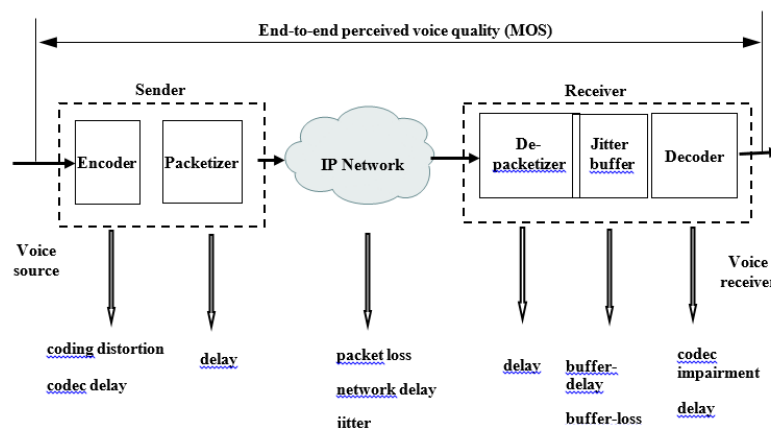 End-to-end perceived voice quality (MOS)
Sender
Receiver
Encoder
Packetizer
IP Network
De-
packetizer
Jitter
buffer
Decoder
Voice
source
Voice
receiver
coding distortion
codec delay
delay
packet loss
network delay
jitter
delay
buffer-
delay
buffer-loss
codec
impairment
delay